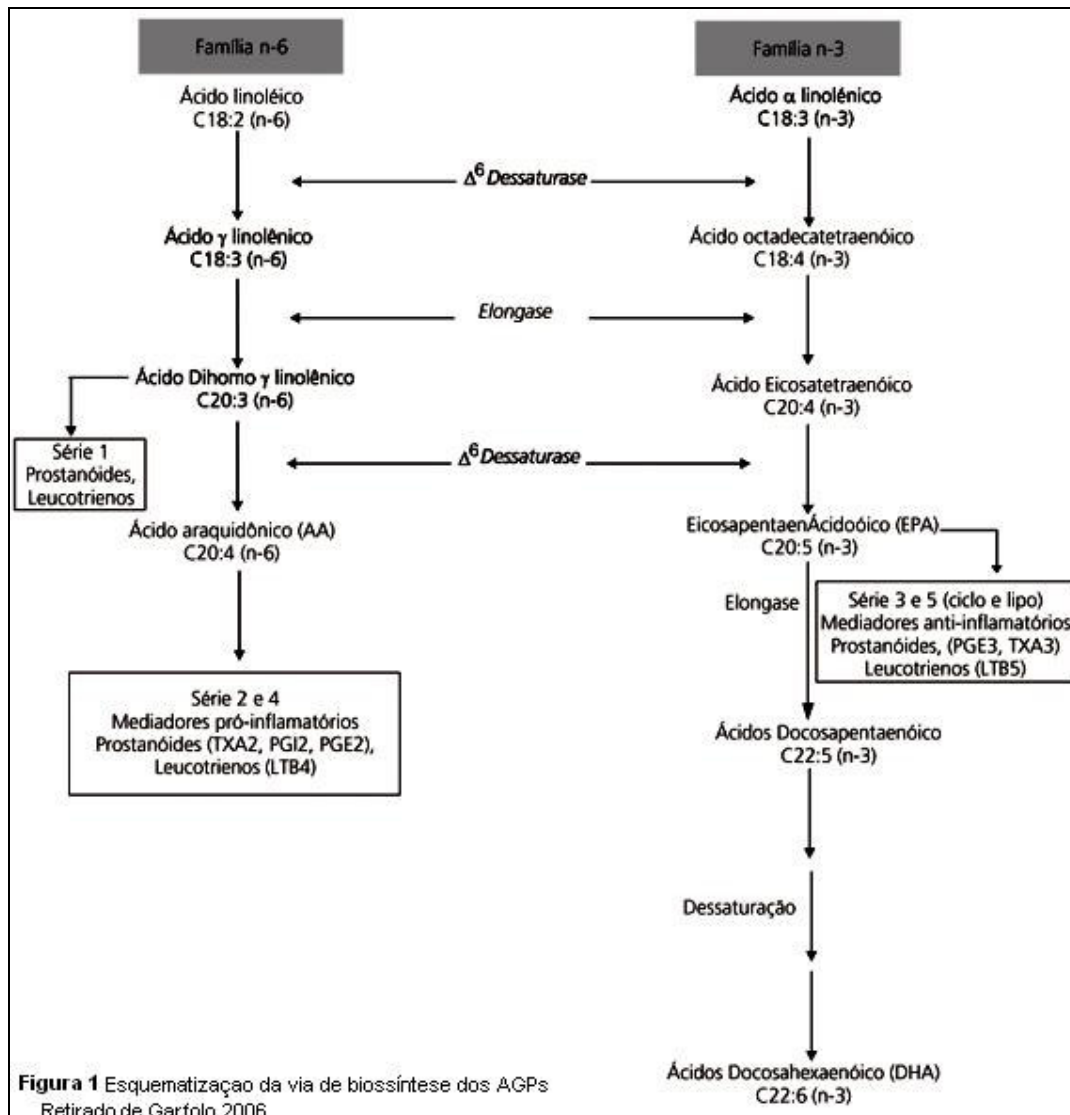 Família n-6
Família n-3
Ácido linoléico
C18:2 (n-6)
Ácido α linolénico
C18:3 (n-3)
Δ⁶ Dessaturase
Ácido γ linolênico
C18:3 (n-6)
Ácido octadecatetraenóico
C18:4 (n-3)
Elongase
Ácido Dihomo γ linolênico
C20:3 (n-6)
Ácido Eicosatetraenóico
C20:4 (n-3)
Série 1
Prostanóides,
Leucotrienos
Δ⁶ Dessaturase
Ácido araquidônico (AA)
C20:4 (n-6)
EicosapentaenÁcidoóico (EPA)
C20:5 (n-3)
Elongase
Série 3 e 5 (ciclo e lipo)
Mediadores anti-inflamatórios
Prostanóides, (PGE3, TXA3)
Leucotrienos (LTB5)
Série 2 e 4
Mediadores pró-inflamatórios
Prostanóides (TXA2, PGI2, PGE2),
Leucotrienos (LTB4)
Ácidos Docosapentaenóico
C22:5 (n-3)
Dessaturação
Ácidos Docosahexaenóico (DHA)
C22:6 (n-3)
Figura 1 Esquematizaçao da via de biossíntese dos AGPs
Retirado de Garfolo 2006